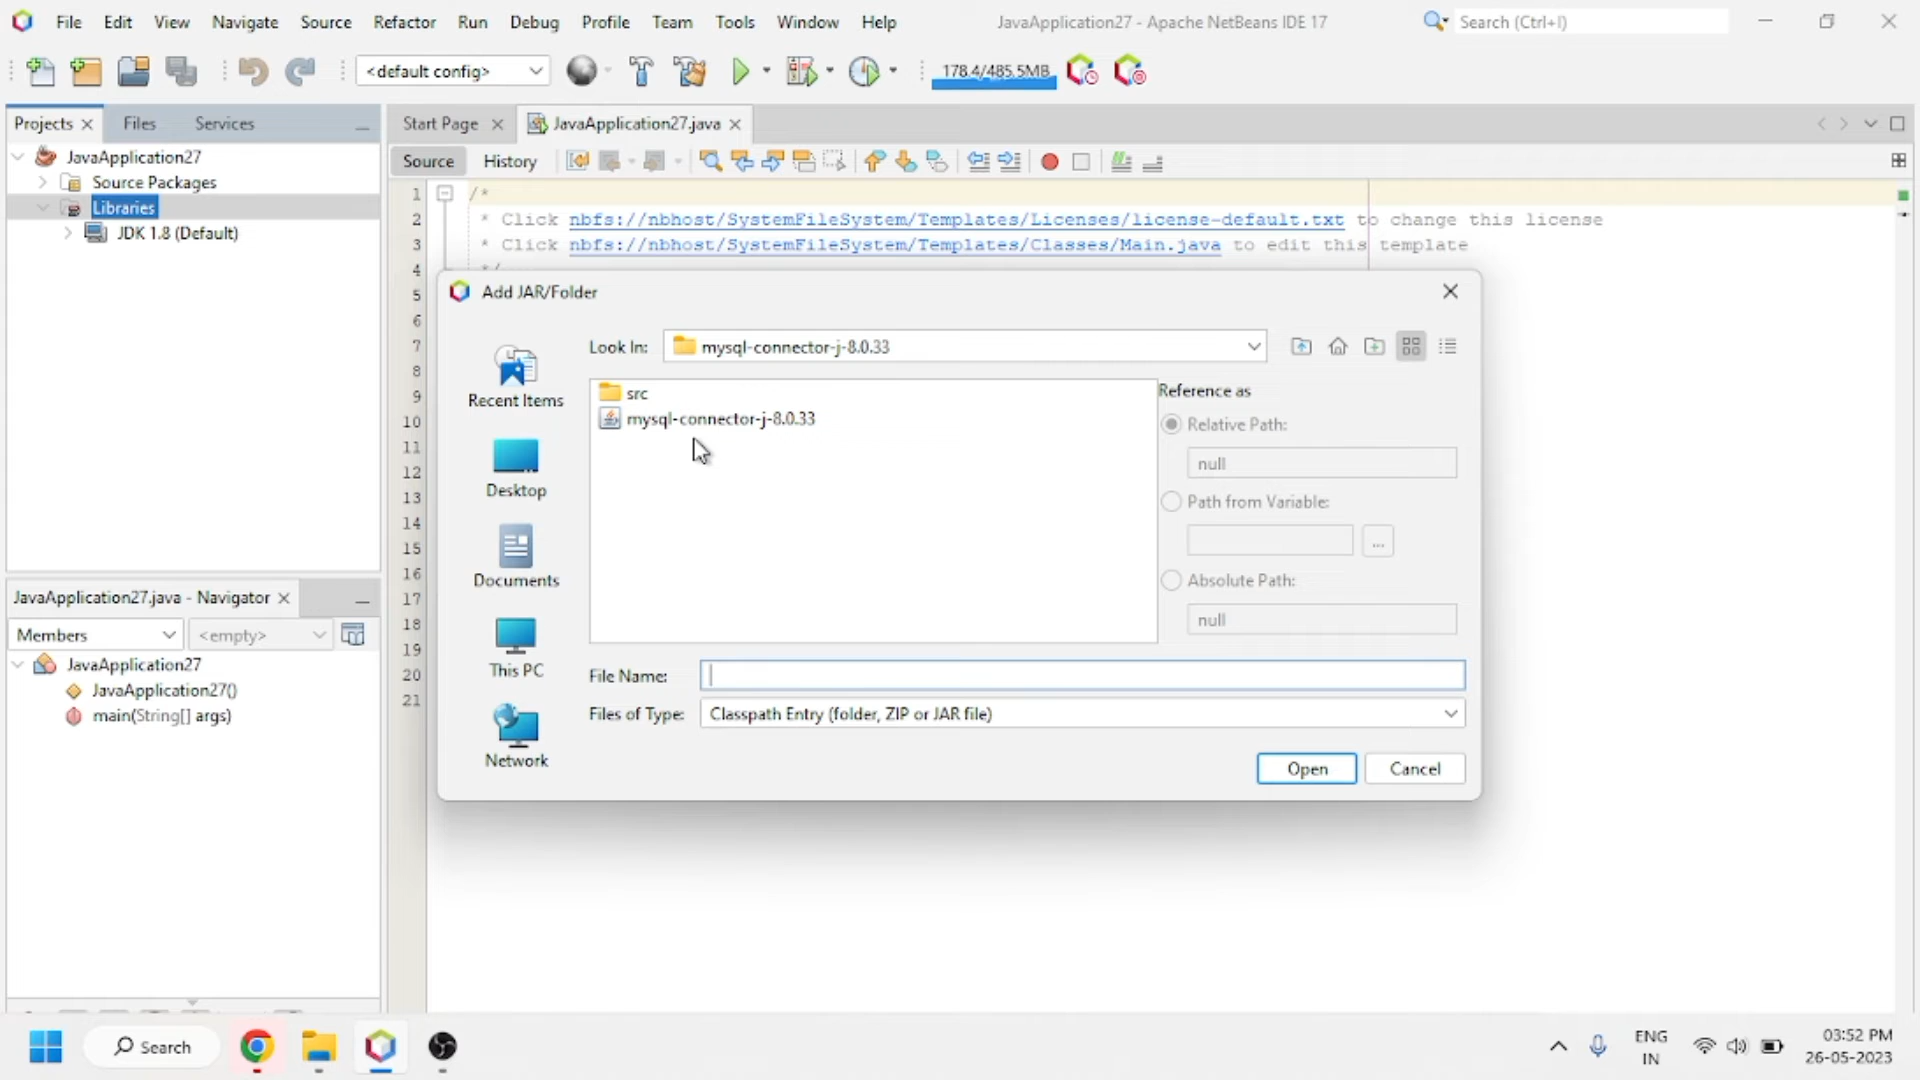 File Edit View Navigate Source Refactor Run Debug Profile Team Tools Window Help JavaApplication27 - Apache NetBeans IDE 17 Search (Ctrl+I)
<default config> 178.4/485.5MB
Projects Files Services Start Page JavaApplication27.java
Source History
JavaApplication27
Source Packages
Libraries
JDK 1.8 (Default)
1 /*
2 * Click nbfs://nbhost/SystemFileSystem/Templates/Licenses/license-default.txt to change this license
3 * Click nbfs://nbhost/SystemFileSystem/Templates/Classes/Main.java to edit this template
4 */
5
6
7
8
9
10
11
12
13
14
15
16
17
18
19
20
21
Add JAR/Folder
Look In: mysql-connector-j-8.0.33
Recent Items
Desktop
Documents
This PC
Network
src
mysql-connector-j-8.0.33
Reference as
Relative Path:
null
Path from Variable:
...
Absolute Path:
null
File Name:
Files of Type: Classpath Entry (folder, ZIP or JAR file)
Open Cancel
JavaApplication27.java - Navigator
Members <empty>
JavaApplication27
JavaApplication27()
main(String[] args)
Search
ENG
IN
03:52 PM
26-05-2023